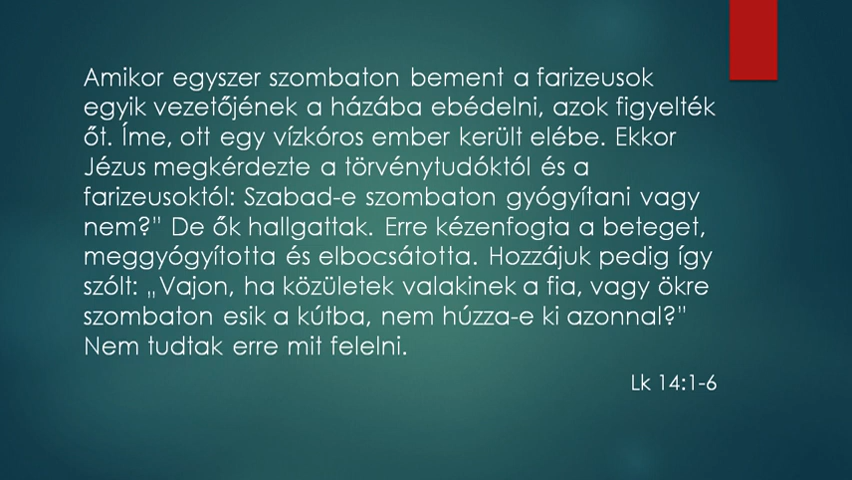 Amikor egyszer szombaton bement a farizeusok
egyik vezetőjének a házába ebédelni, azok figyelték
őt. Íme, ott egy vízkóros ember került elébe. Ekkor
Jézus megkérdezte a törvénytudóktól és a
farizeusoktól: Szabad-e szombaton gyógyítani vagy
nem?" De ők hallgattak. Erre kézenfogta a beteget,
meggyógyította és elbocsátotta. Hozzájuk pedig így
szólt: „Vajon, ha közületek valakinek a fia, vagy ökre
szombaton esik a kútba, nem húzza-e ki azonnal?"
Nem tudtak erre mit felelni.
Lk 14:1-6